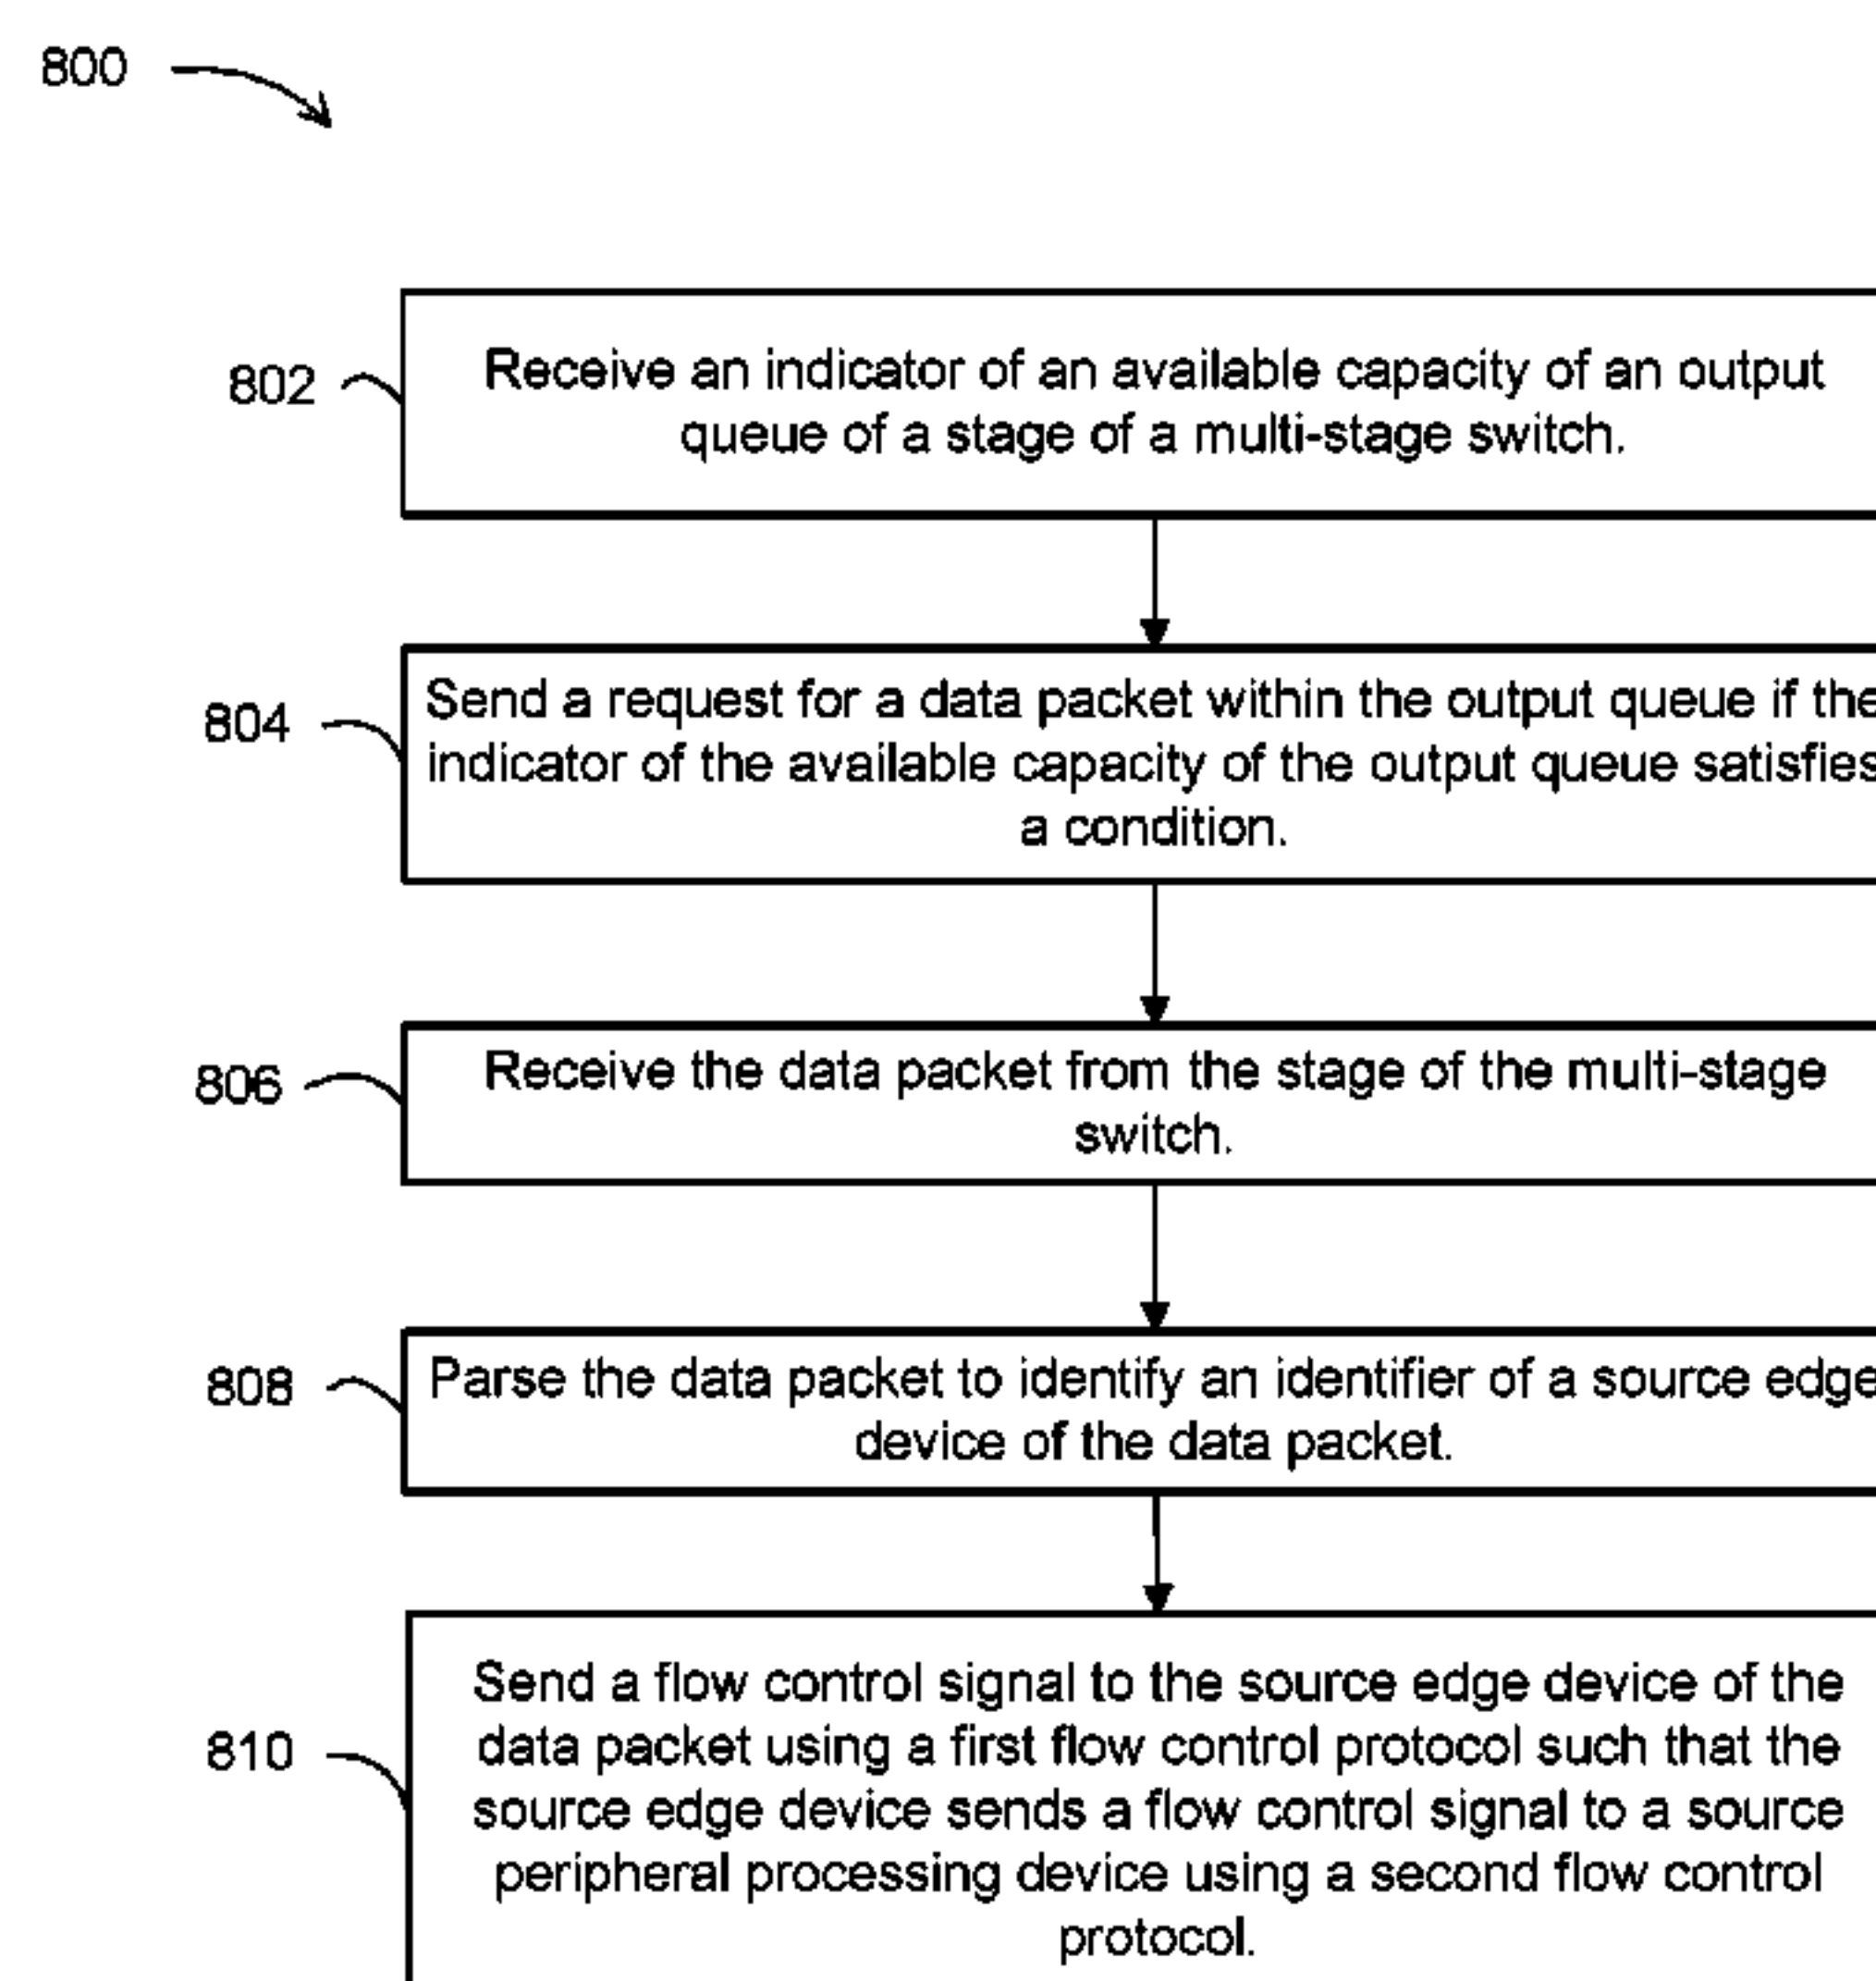 800
802
Receive an indicator of an available capacity of an output
queue of a stage of a multi-stage switch.
804
Send a request for a data packet within the output queue if the
indicator of the available capacity of the output queue satisfies
a condition.
806
Receive the data packet from the stage of the multi-stage
switch.
808
Parse the data packet to identify an identifier of a source edge
device of the data packet.
810
Send a flow control signal to the source edge device of the
data packet using a first flow control protocol such that the
source edge device sends a flow control signal to a source
peripheral processing device using a second flow control
protocol.